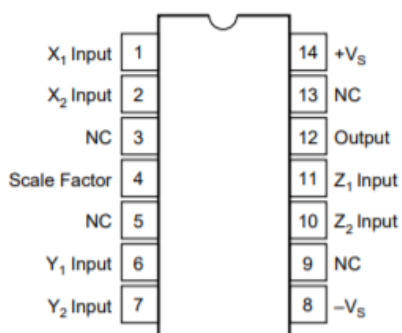 X₁ Input 1 14 +Vₛ
X₂ Input 2 13 NC
NC 3 12 Output
Scale Factor 4 11 Z₁ Input
NC 5 10 Z₂ Input
Y₁ Input 6 9 NC
Y₂ Input 7 8 –Vₛ